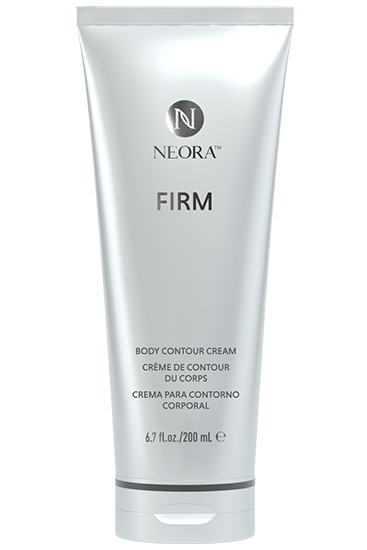 N
NEORA™
FIRM
BODY CONTOUR CREAM
CRÈME DE CONTOUR
DU CORPS
CREMA PARA CONTORNO
CORPORAL
6.7 fl.oz./200 mL ℮